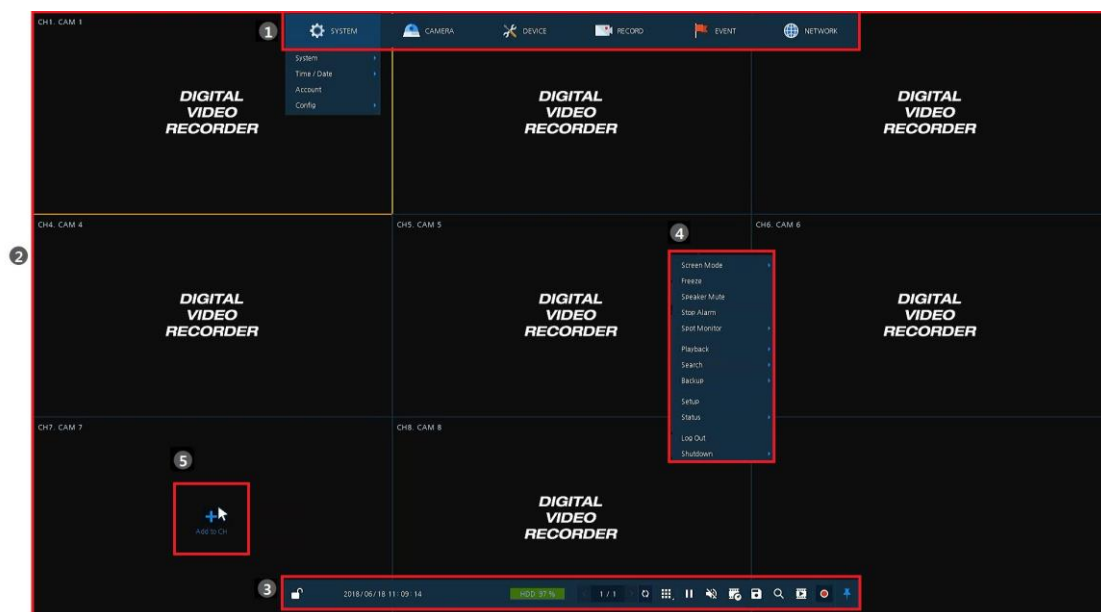 CH1. CAM 1
1
SYSTEM
CAMERA
DEVICE
RECORD
EVENT
NETWORK
System
Time / Date
Account
Config
DIGITAL
VIDEO
RECORDER
DIGITAL
VIDEO
RECORDER
DIGITAL
VIDEO
RECORDER
2
CH4. CAM 4
CH5. CAM 5
CH6. CAM 6
4
DIGITAL
VIDEO
RECORDER
DIGITAL
VIDEO
RECORDER
Screen Mode
Freeze
Speaker Mute
Stop Alarm
Spot Monitor
Playback
Search
Backup
Setup
Status
Log Out
Shutdown
DIGITAL
VIDEO
RECORDER
CH7. CAM 7
CH8. CAM 8
5
Add to CH
DIGITAL
VIDEO
RECORDER
3
2018/06/18 11:09:14
HDD 97%
1 / 1